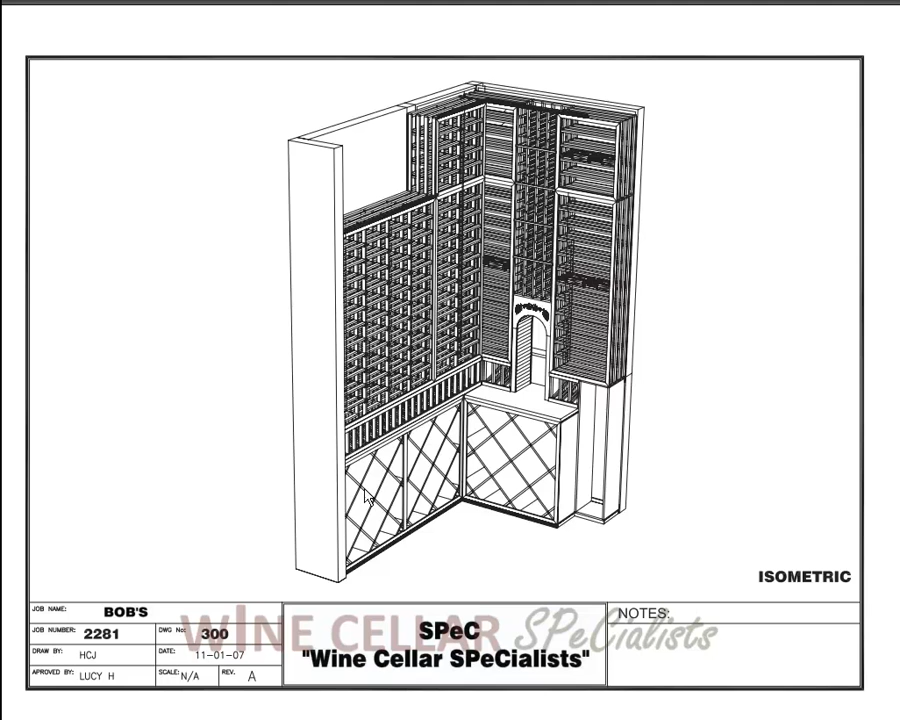 ISOMETRIC
JOB NAME: BOB'S
JOB NUMBER: 2281 DWG No: 300
DRAW BY: HCJ DATE: 11-01-07
APROVED BY: LUCY H SCALE: N/A REV. A
SPeC
"Wine Cellar SPeCialists"
NOTES:
WINE CELLAR SPeCialists